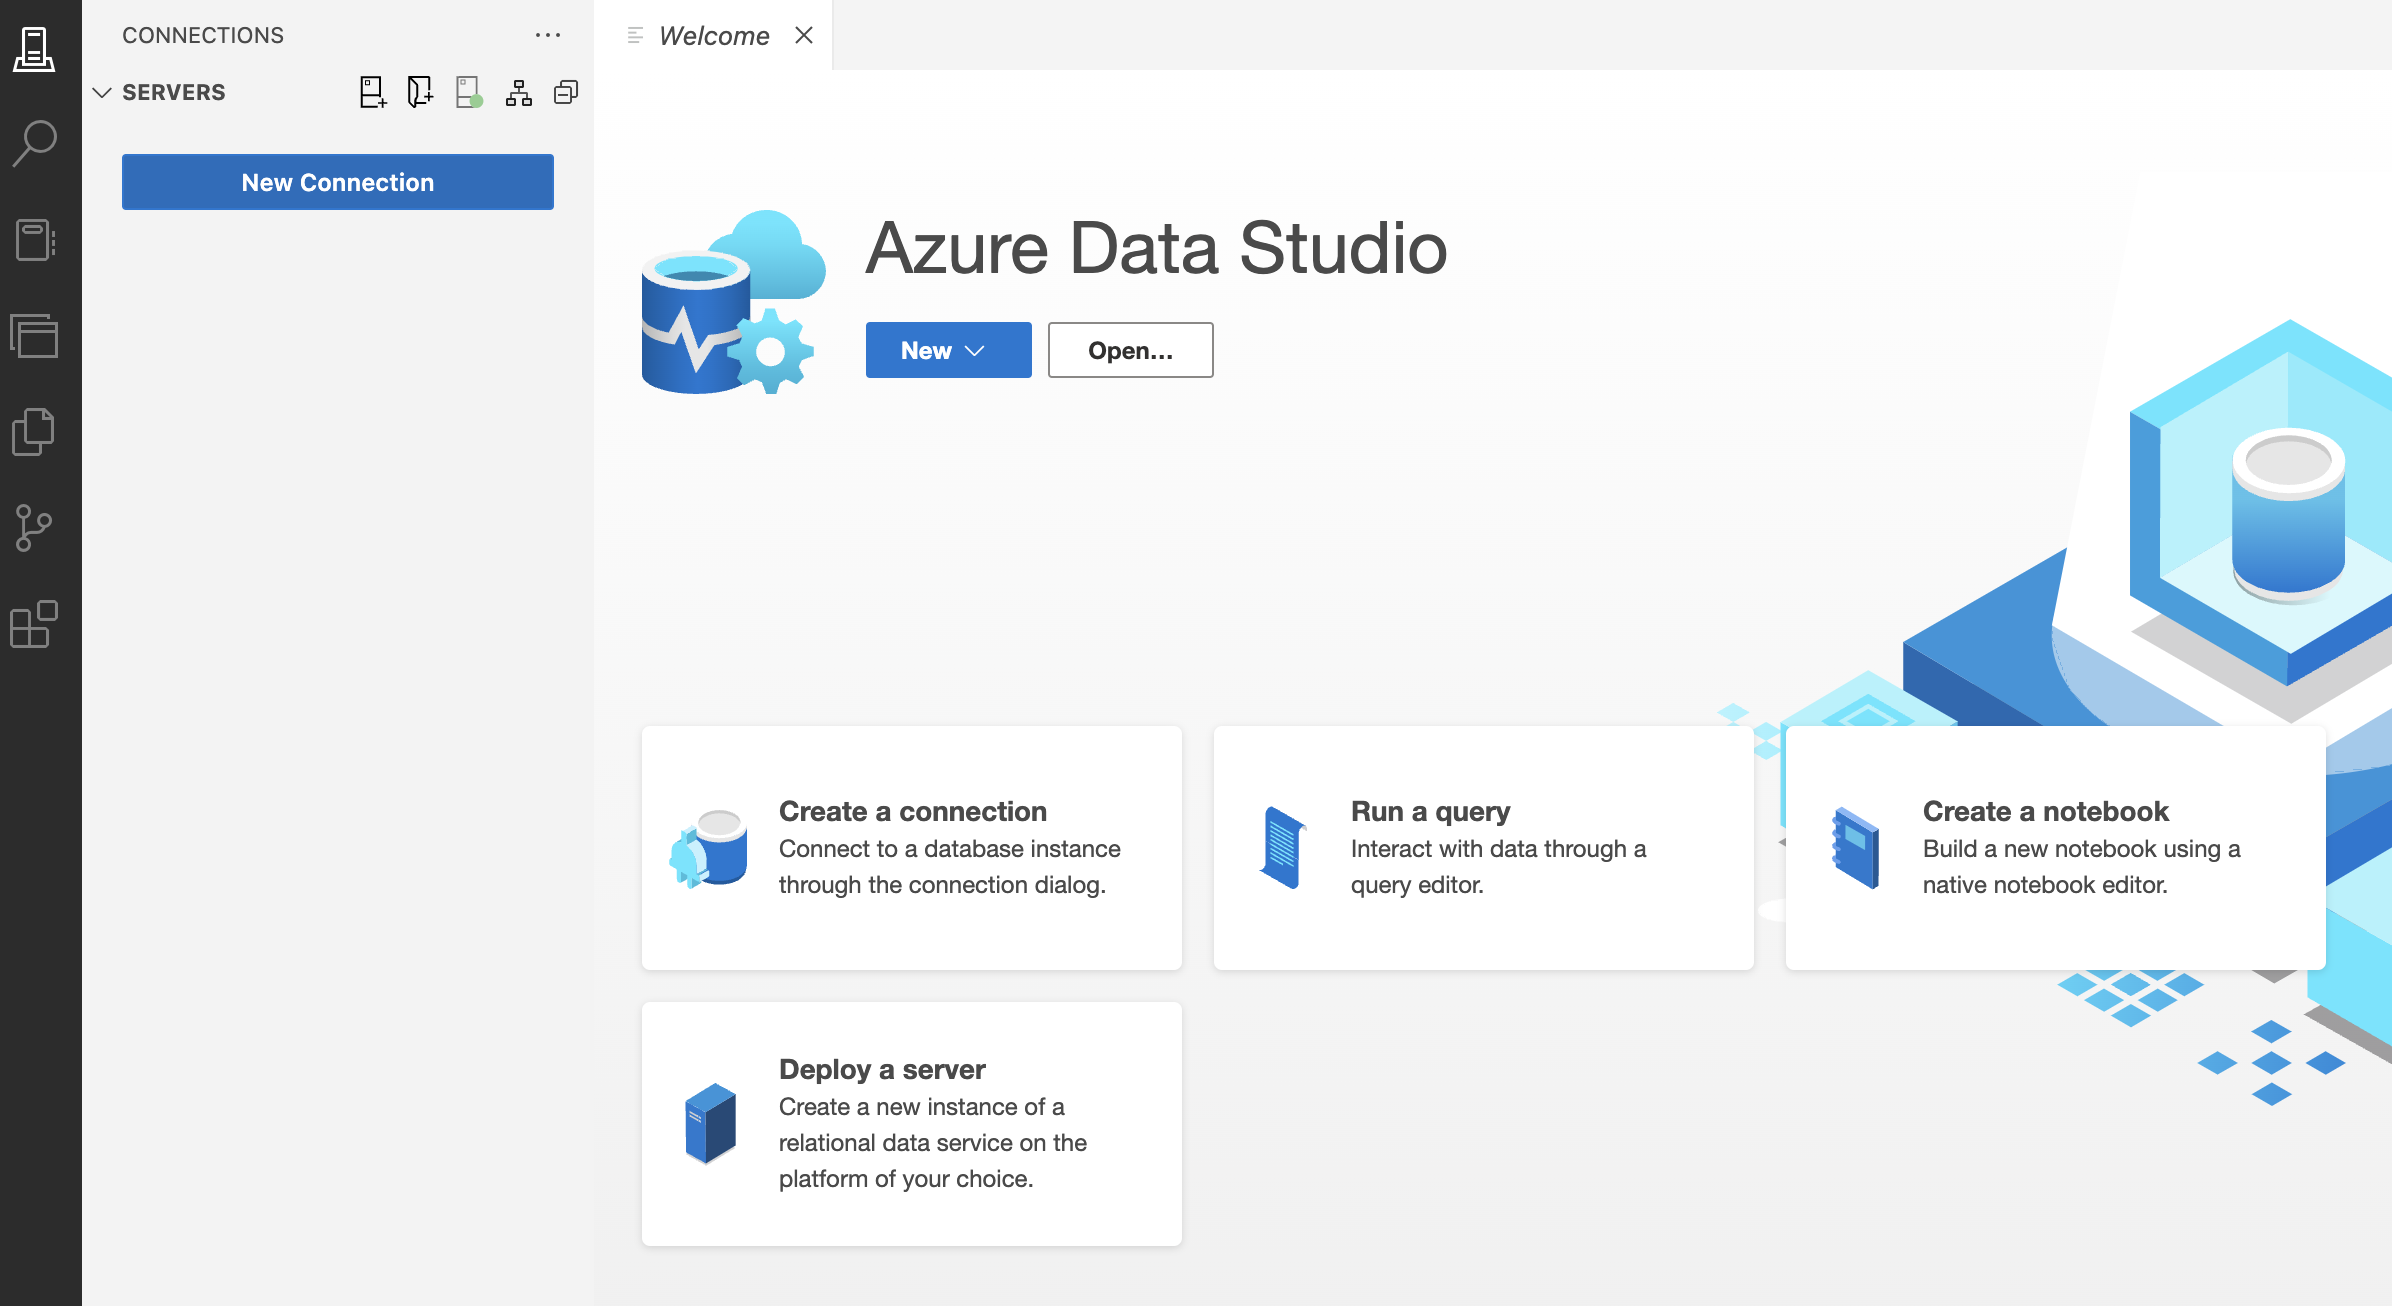 CONNECTIONS
SERVERS
New Connection
Welcome
Azure Data Studio
New
Open...
Create a connection
Connect to a database instance
through the connection dialog.
Run a query
Interact with data through a
query editor.
Create a notebook
Build a new notebook using a
native notebook editor.
Deploy a server
Create a new instance of a
relational data service on the
platform of your choice.